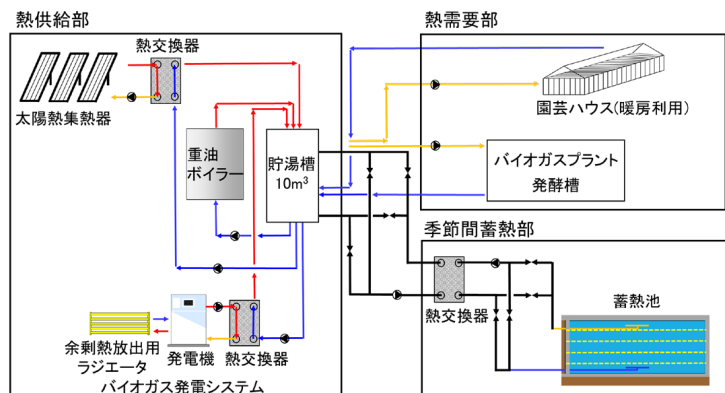 熱供給部
熱交換器
太陽熱集熱器
重油
ボイラー
貯湯槽
10m³
余剰熱放出用
ラジエータ
発電機
熱交換器
バイオガス発電システム
熱需要部
園芸ハウス(暖房利用)
バイオガスプラント
発酵槽
季節間蓄熱部
熱交換器
蓄熱池